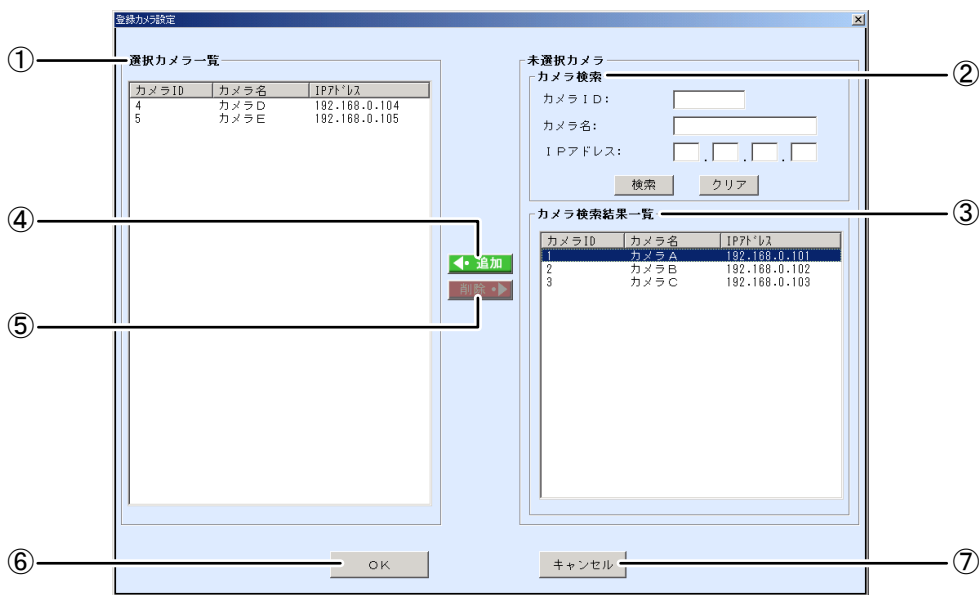 登録カメラ設定
①
選択カメラ一覧
カメラID カメラ名 IPアドレス
4 カメラD 192.168.0.104
5 カメラE 192.168.0.105
未選択カメラ
②
カメラ検索
カメラID:
カメラ名:
IPアドレス:
. . .
検索 クリア
③
カメラ検索結果一覧
カメラID カメラ名 IPアドレス
1 カメラA 192.168.0.101
2 カメラB 192.168.0.102
3 カメラC 192.168.0.103
④
追加
⑤
削除
⑥
OK
キャンセル
⑦